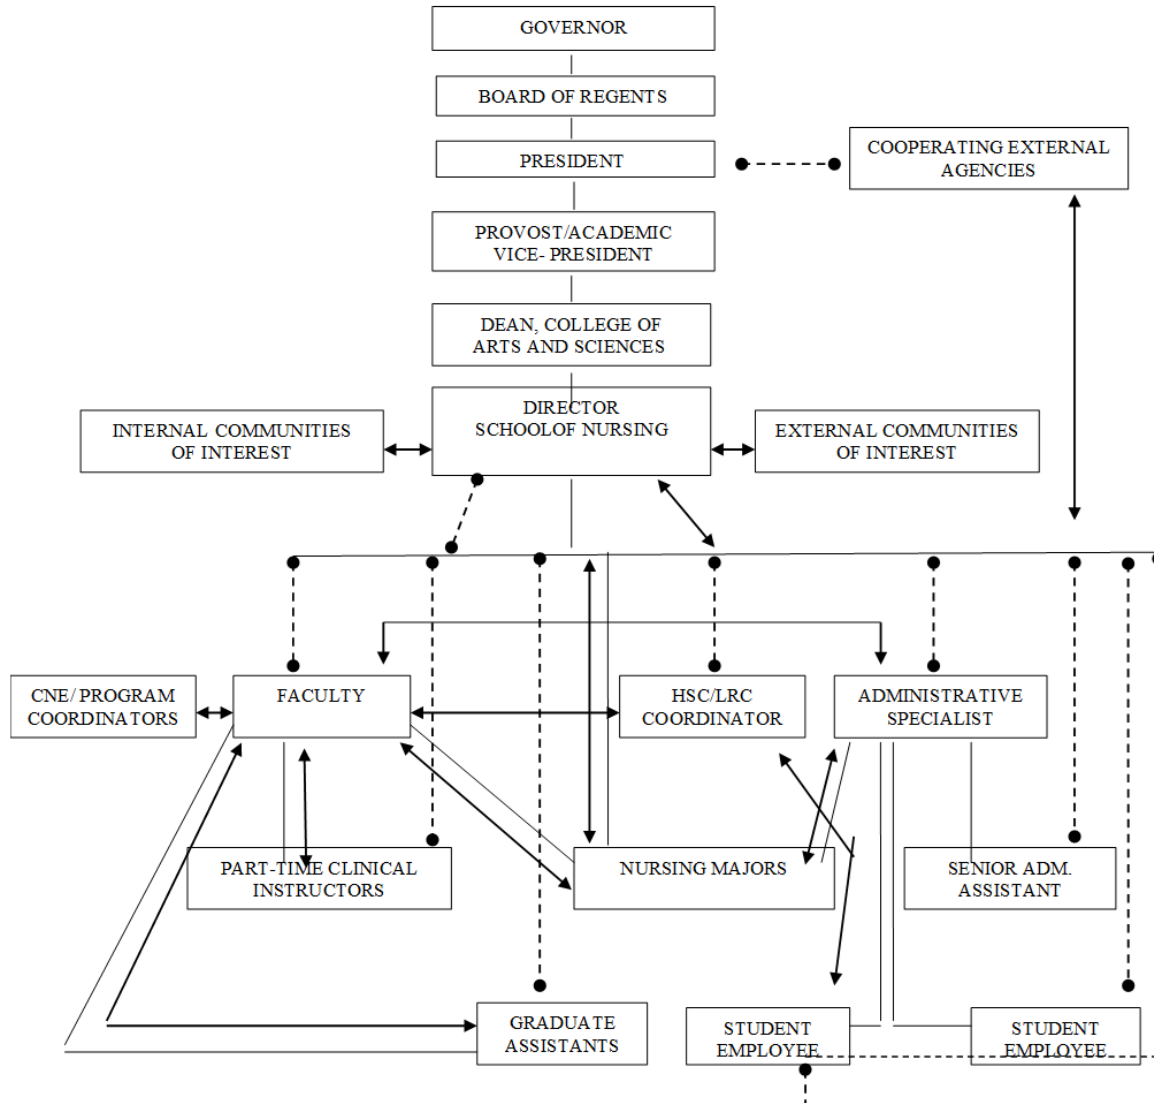 GOVERNOR
BOARD OF REGENTS
PRESIDENT
COOPERATING EXTERNAL
AGENCIES
PROVOST/ACADEMIC
VICE- PRESIDENT
DEAN, COLLEGE OF
ARTS AND SCIENCES
DIRECTOR
SCHOOLOF NURSING
INTERNAL COMMUNITIES
OF INTEREST
EXTERNAL COMMUNITIES
OF INTEREST
CNE/ PROGRAM
COORDINATORS
FACULTY
HSC/LRC
COORDINATOR
ADMINISTRATIVE
SPECIALIST
PART-TIME CLINICAL
INSTRUCTORS
NURSING MAJORS
SENIOR ADM.
ASSISTANT
GRADUATE
ASSISTANTS
STUDENT
EMPLOYEE
STUDENT
EMPLOYEE